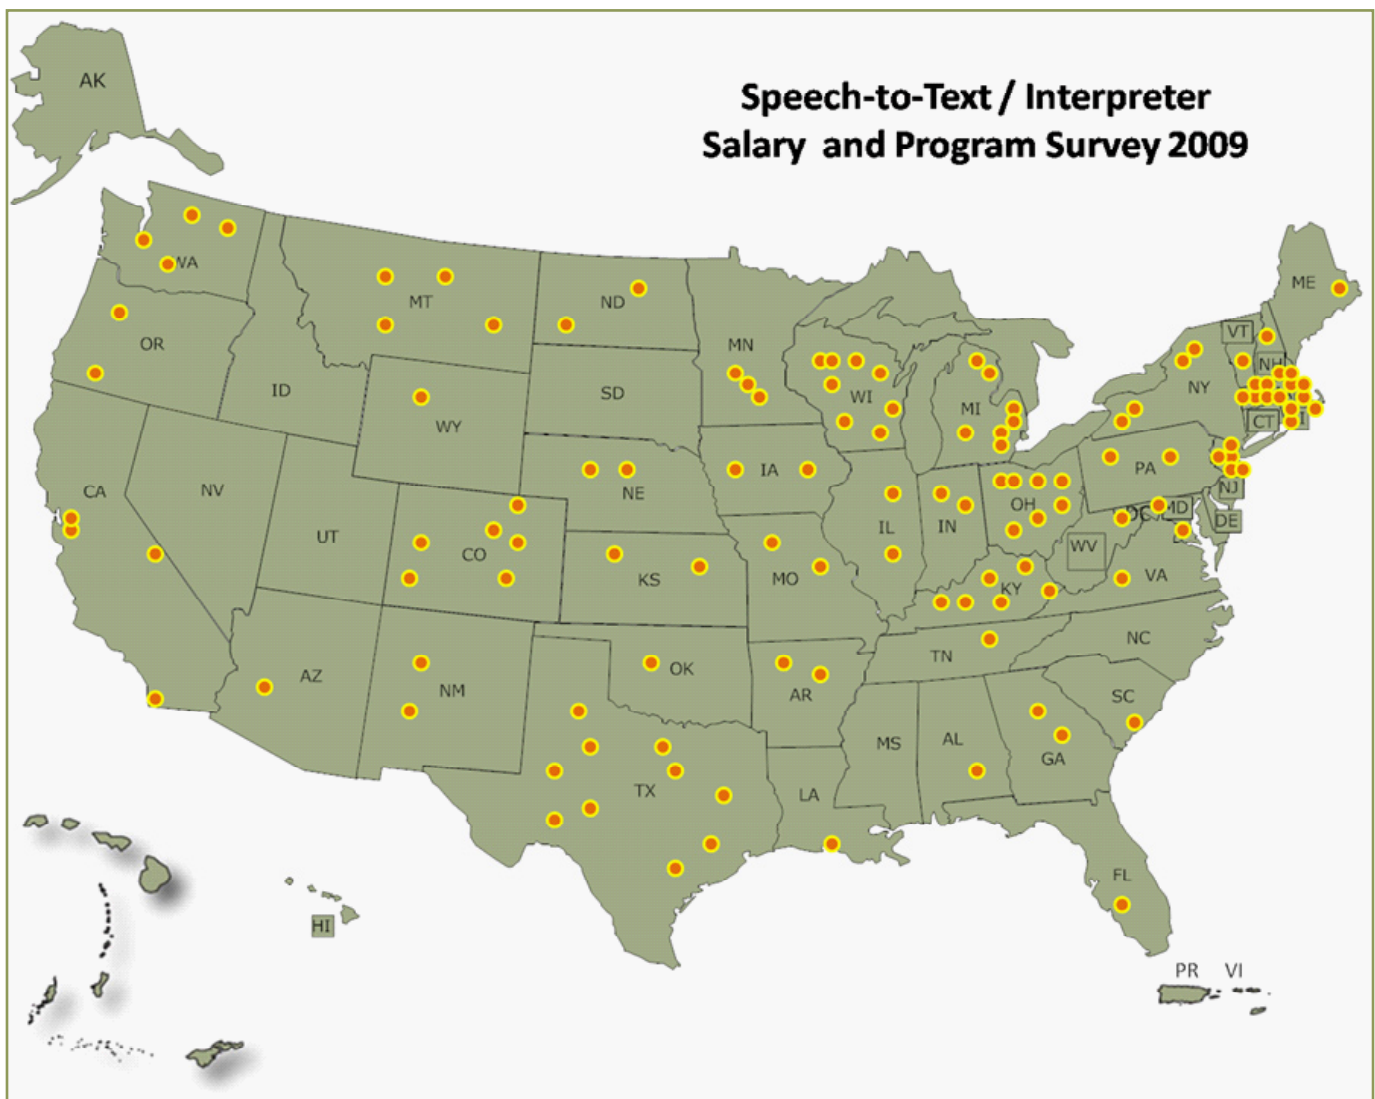 AK
Speech-to-Text / Interpreter
Salary and Program Survey 2009
WA
MT
ND
MN
ME
VT
NH
OR
ID
SD
WI
MI
NY
WY
CT
IA
PA
CA
NV
NE
NJ
UT
CO
IL
IN
OH
MD
DC
DE
WV
KS
MO
KY
VA
AZ
NM
OK
AR
TN
NC
SC
MS
AL
GA
TX
LA
FL
HI
PR VI